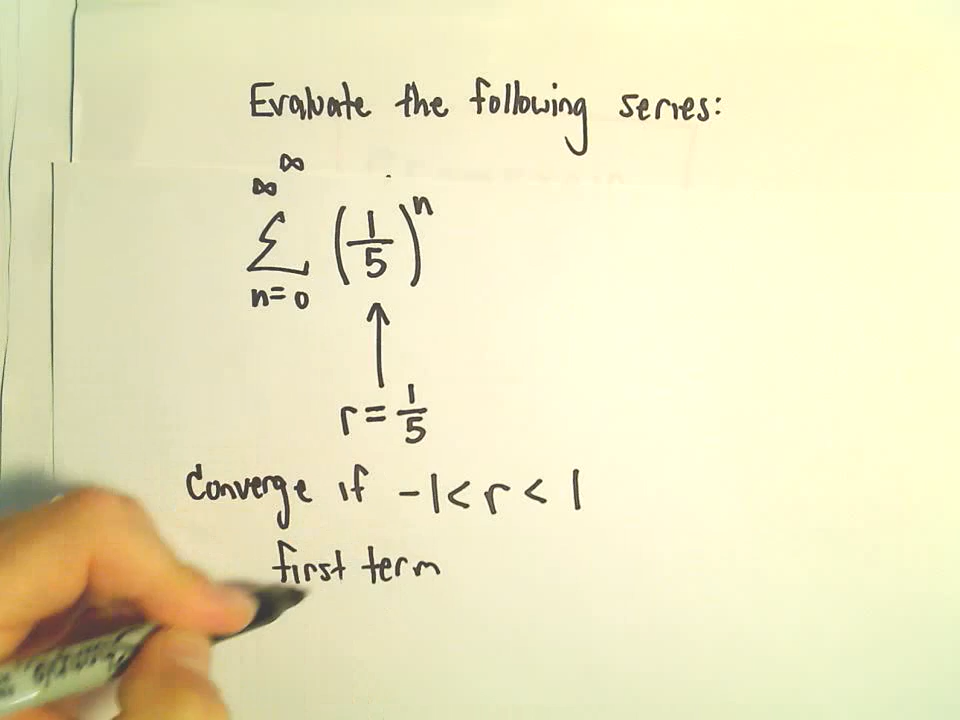 Evaluate the following series:
∞
∞
∑ (1/5)^n
n=0
r = 1/5
Converge if -1 < r < 1
first term